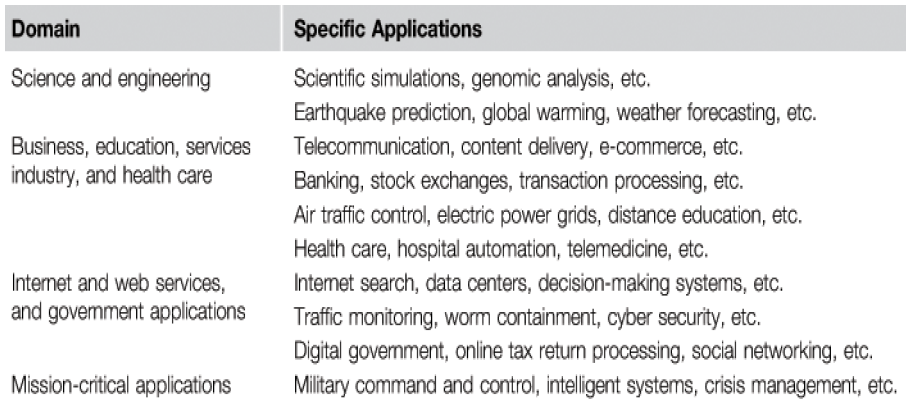 Domain Specific Applications
Science and engineering Scientific simulations, genomic analysis, etc.
Earthquake prediction, global warming, weather forecasting, etc.
Business, education, services Telecommunication, content delivery, e-commerce, etc.
industry, and health care Banking, stock exchanges, transaction processing, etc.
Air traffic control, electric power grids, distance education, etc.
Health care, hospital automation, telemedicine, etc.
Internet and web services, Internet search, data centers, decision-making systems, etc.
and government applications Traffic monitoring, worm containment, cyber security, etc.
Digital government, online tax return processing, social networking, etc.
Mission-critical applications Military command and control, intelligent systems, crisis management, etc.